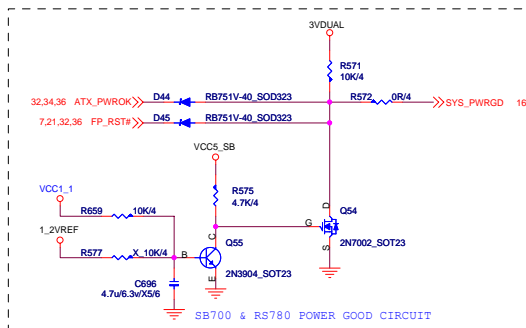 3VDUAL
R571
10K/4
32,34,36 ATX_PWROK
D44
RB751V-40_SOD323
R572
0R/4
SYS_PWRGD 16
7,21,32,36 FP_RST#
D45
RB751V-40_SOD323
VCC5_SB
VCC1_1
R575
4.7K/4
R659
10K/4
D
Q54
G
S
2N7002_SOT23
1_2VREF
C
Q55
R577
X_10K/4
B
E
2N3904_SOT23
C696
4.7u/6.3v/X5/6
SB700 & RS780 POWER GOOD CIRCUIT